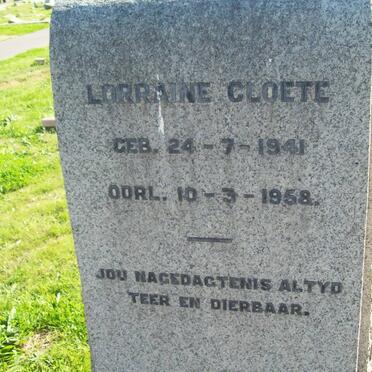 LORRAINE CLOETE
GEB. 24-7-1941
OORL. 10-3-1958.
JOU NAGEDAGTENIS ALTYD
TEER EN DIERBAAR.